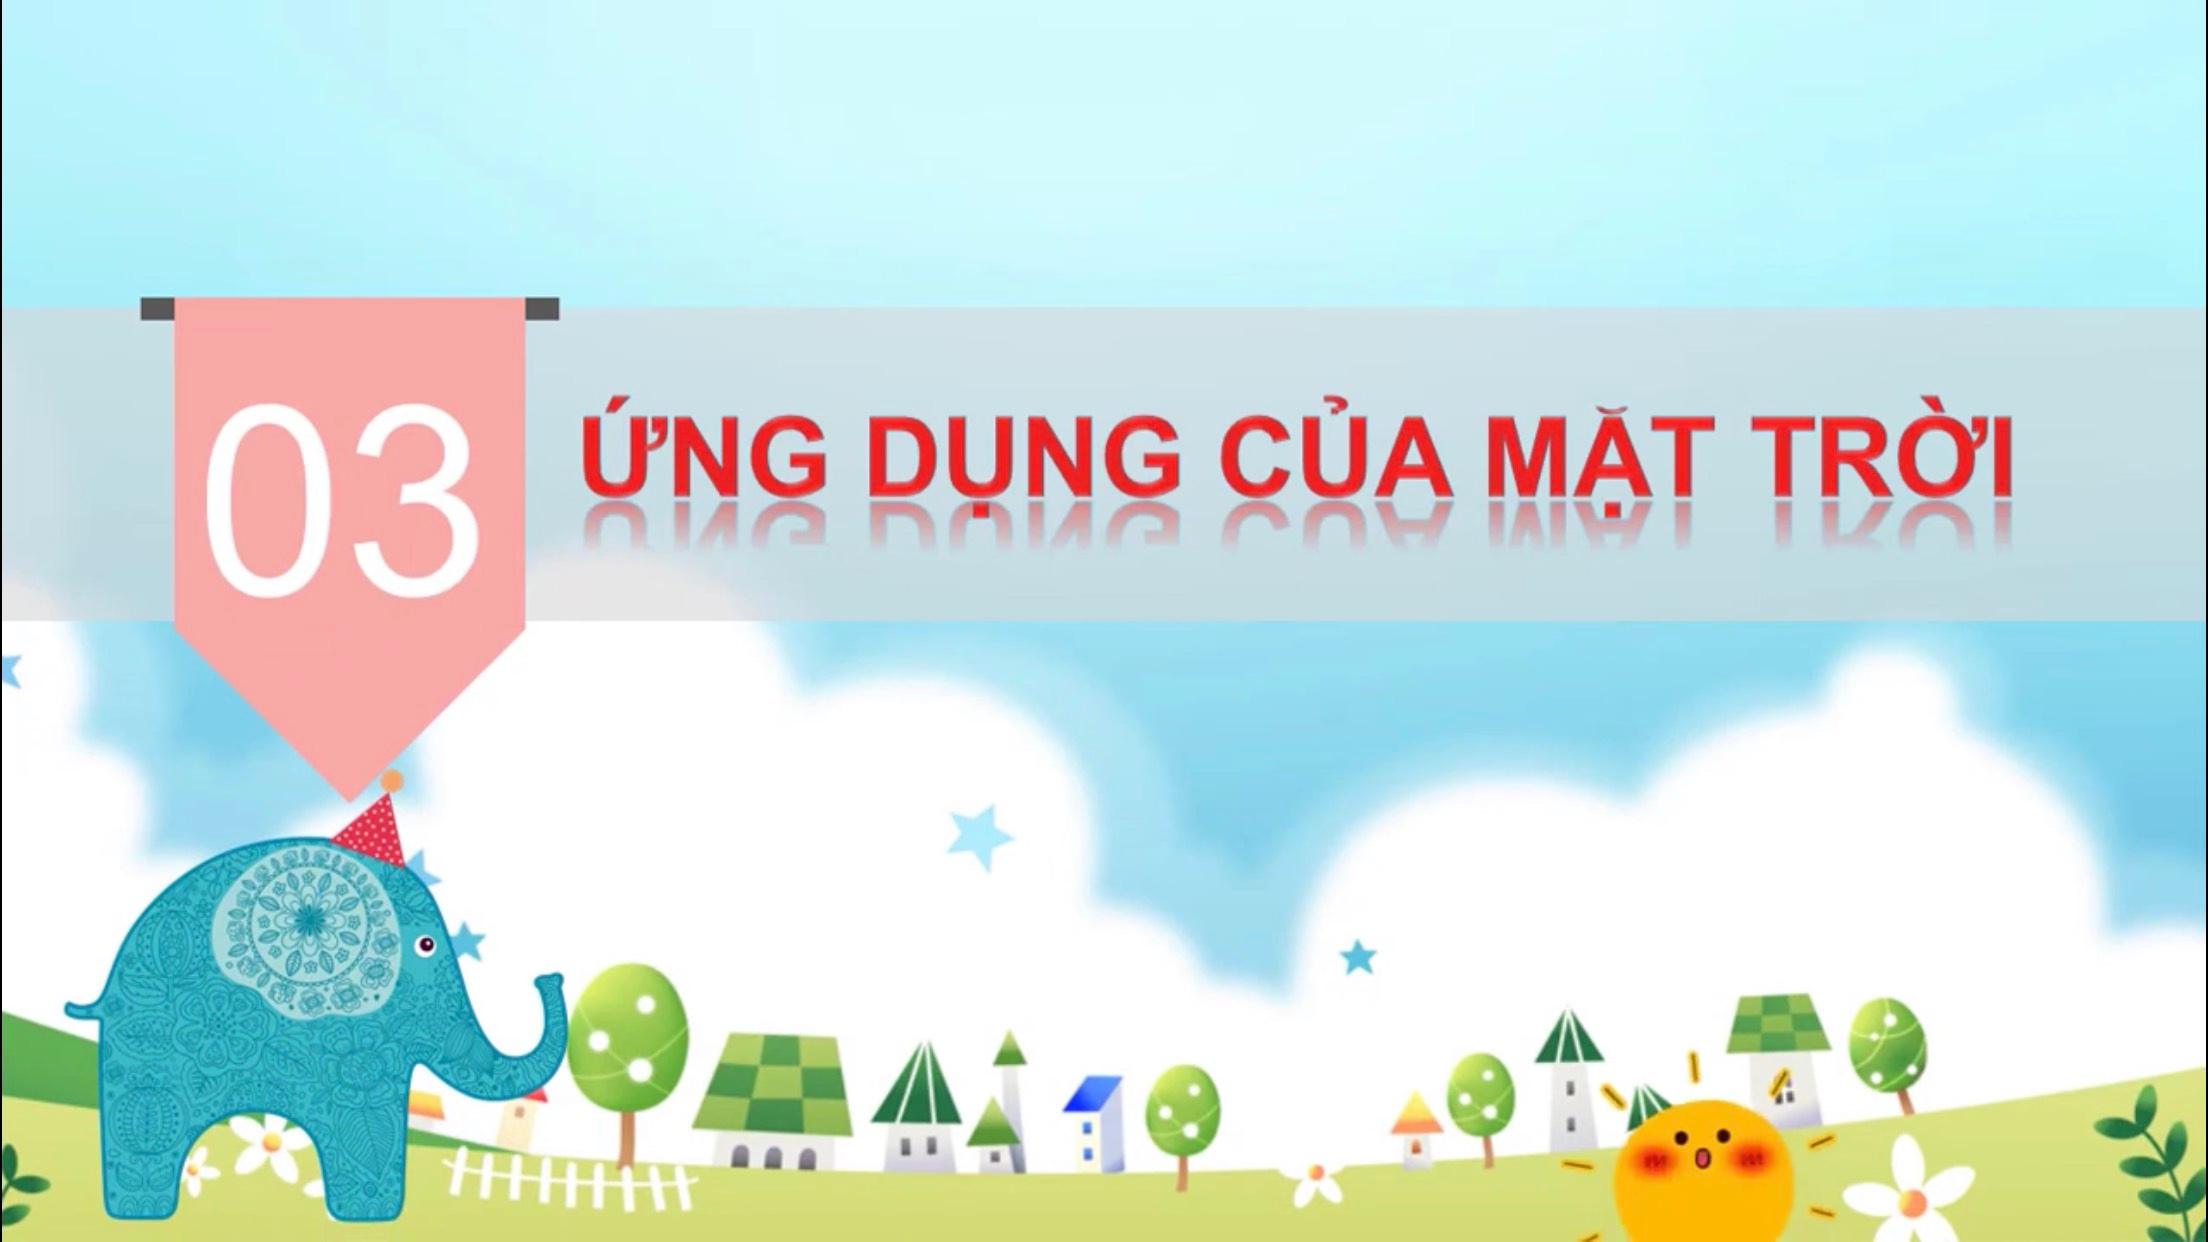 03
ỨNG DỤNG CỦA MẶT TRỜI